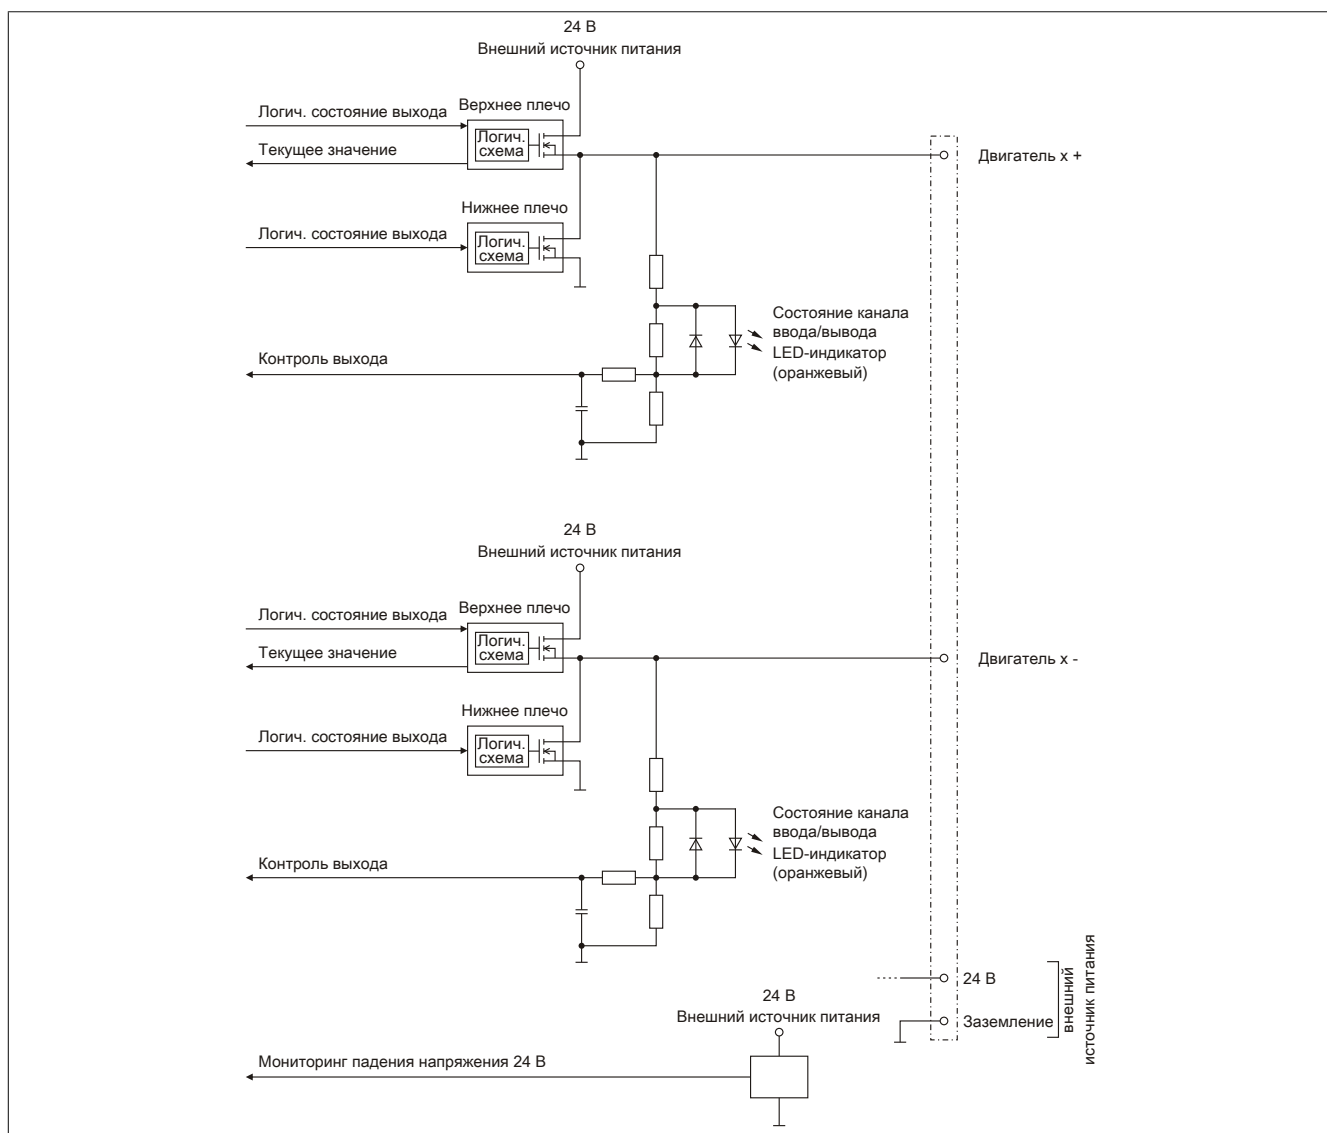 24 В
Внешний источник питания
Логич. состояние выхода
Верхнее плечо
Логич.
схема
Текущее значение
Двигатель x +
Нижнее плечо
Логич. состояние выхода
Логич.
схема
Состояние канала
ввода/вывода
LED-индикатор
(оранжевый)
Контроль выхода
24 В
Внешний источник питания
Логич. состояние выхода
Верхнее плечо
Логич.
схема
Текущее значение
Двигатель x -
Нижнее плечо
Логич. состояние выхода
Логич.
схема
Состояние канала
ввода/вывода
LED-индикатор
(оранжевый)
Контроль выхода
24 В
Заземление
внешний
источник питания
24 В
Внешний источник питания
Мониторинг падения напряжения 24 В